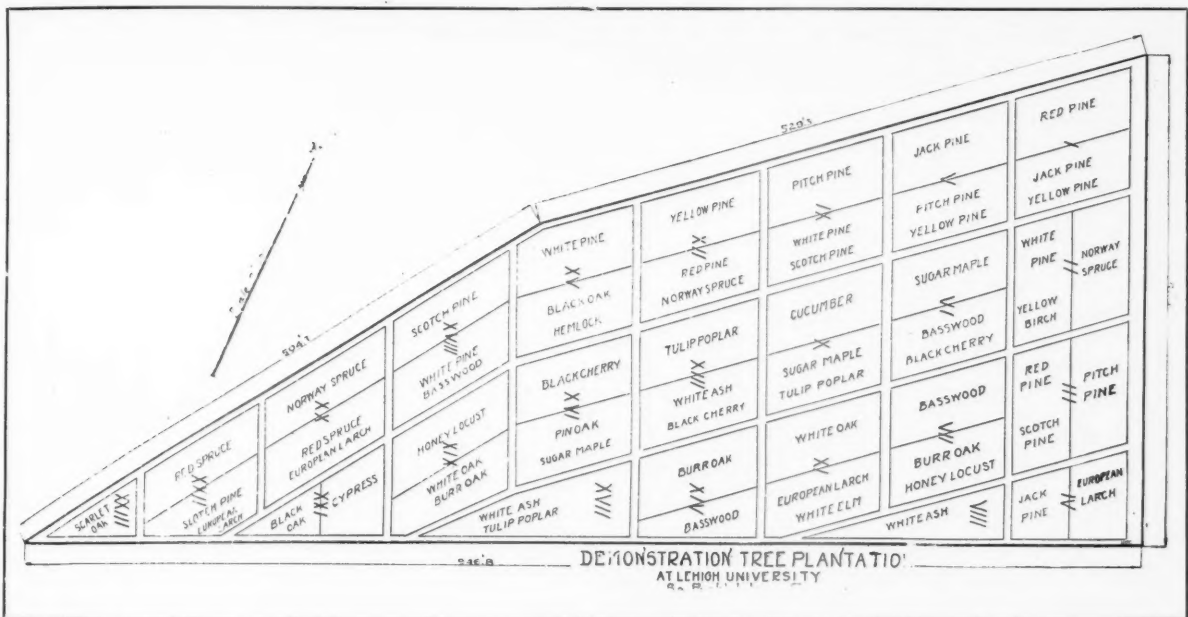 RED PINE
JACK PINE
YELLOW PINE
JACK PINE
PITCH PINE
YELLOW PINE
PITCH PINE
WHITE PINE
SCOTCH PINE
YELLOW PINE
RED PINE
NORWAY SPRUCE
WHITE PINE
BLACK OAK
HEMLOCK
SCOTCH PINE
WHITE PINE
BASSWOOD
NORWAY SPRUCE
RED SPRUCE
EUROPEAN LARCH
RED SPRUCE
SCOTCH PINE
EUROPEAN
LARCH
SCARLET
OAK
WHITE
PINE
NORWAY
SPRUCE
YELLOW
BIRCH
SUGAR MAPLE
BASSWOOD
BLACK CHERRY
CUCUMBER
SUGAR MAPLE
TULIP POPLAR
TULIP POPLAR
WHITE ASH
BLACK CHERRY
BLACK CHERRY
PIN OAK
SUGAR MAPLE
HONEY LOCUST
WHITE OAK
BURR OAK
BLACK
OAK
CYPRESS
RED
PINE
PITCH
PINE
SCOTCH
PINE
BASSWOOD
BURR OAK
HONEY LOCUST
WHITE OAK
EUROPEAN LARCH
WHITE ELM
BURR OAK
BASSWOOD
WHITE ASH
TULIP POPLAR
JACK
PINE
EUROPEAN
LARCH
WHITE ASH
DEMONSTRATION TREE PLANTATIO
AT LEHIGH UNIVERSITY